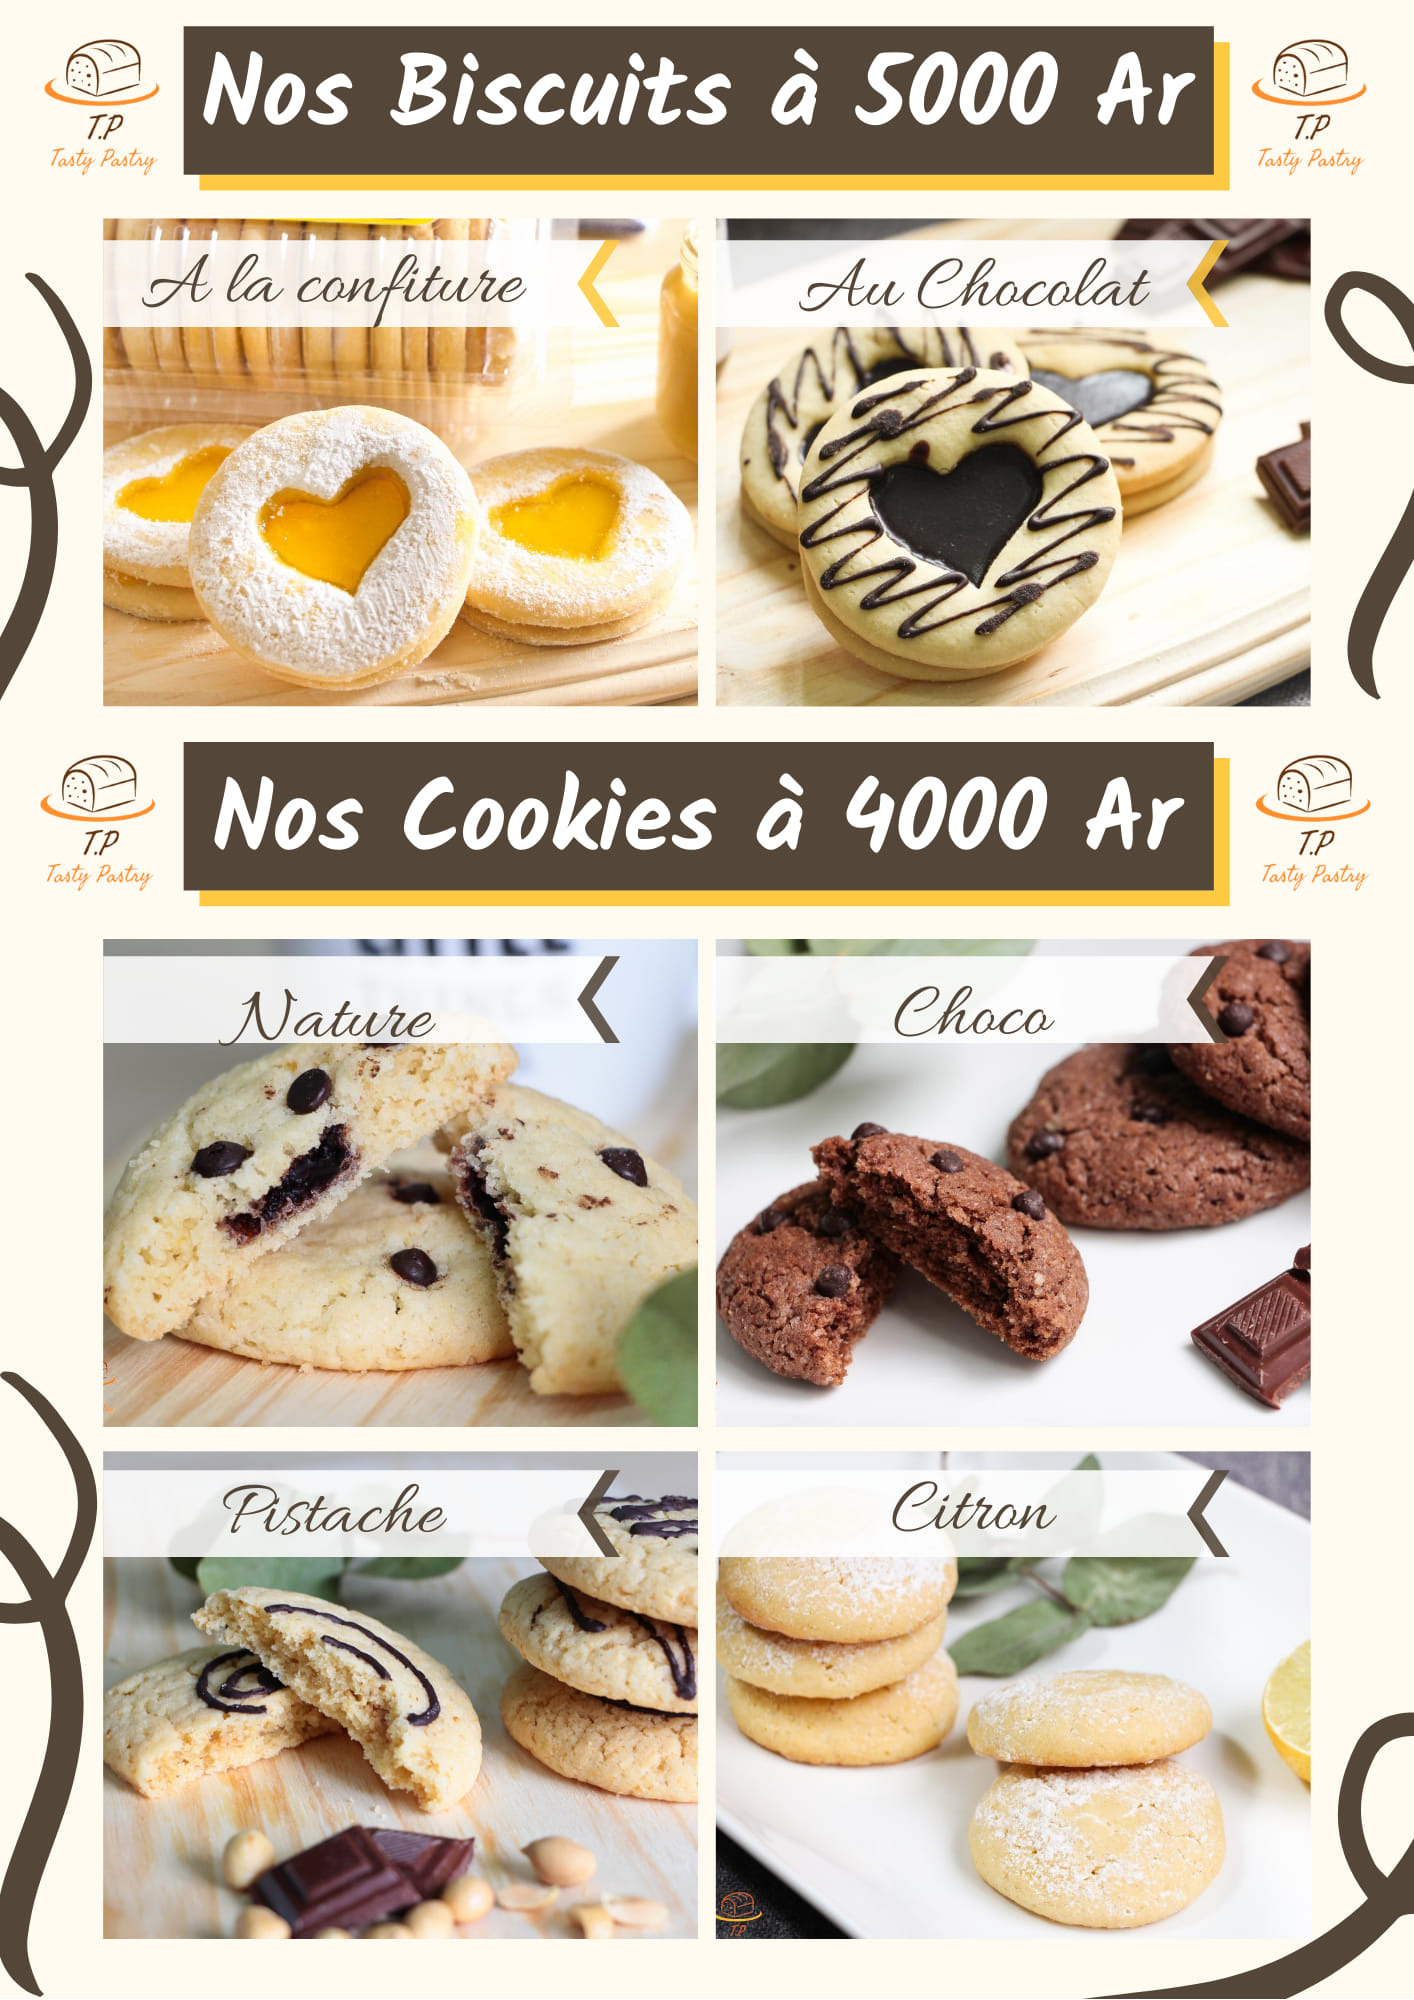 T.P
Tasty Pastry
Nos Biscuits à 5000 Ar
T.P
Tasty Pastry
A la confiture
Au Chocolat
T.P
Tasty Pastry
Nos Cookies à 4000 Ar
T.P
Tasty Pastry
Nature
Choco
Pistache
Citron
T.P